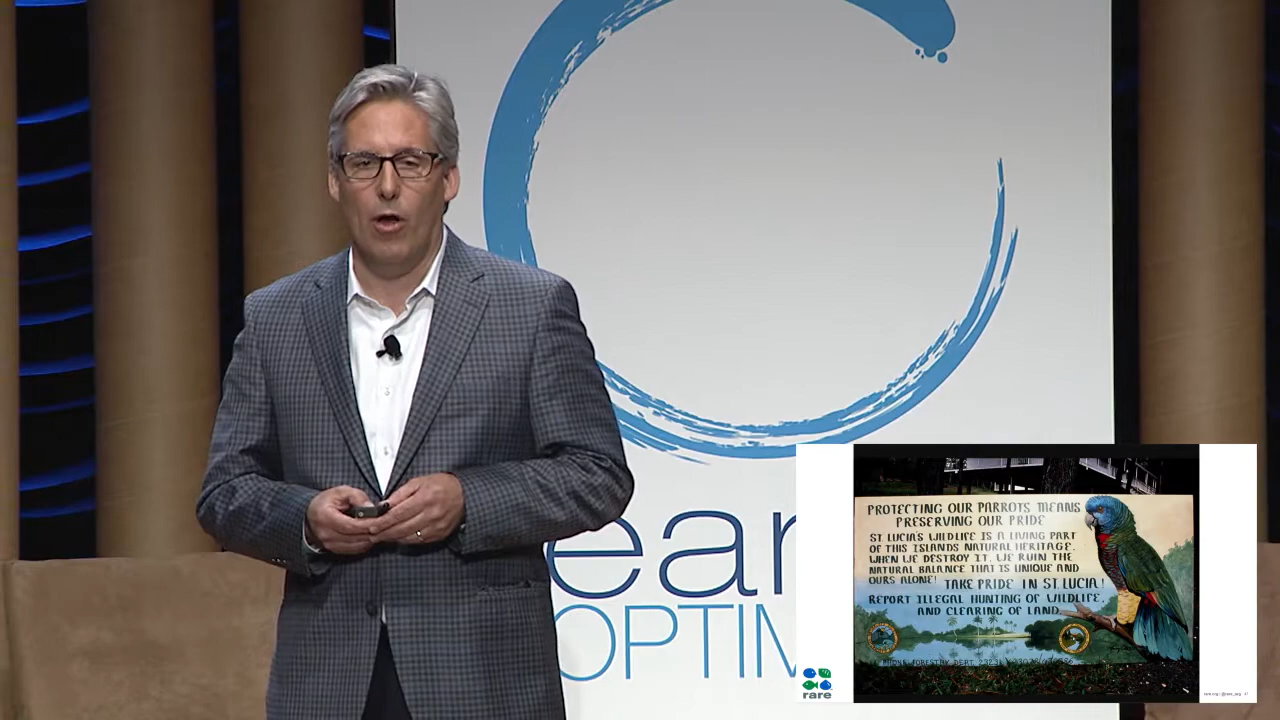 ear
OPTIM
PROTECTING OUR PARROTS MEANS
PRESERVING OUR PRIDE
ST. LUCIA'S WILDLIFE IS A LIVING PART
OF THIS ISLANDS NATURAL HERITAGE.
WHEN WE DESTROY IT WE RUIN THE
NATURAL BALANCE THAT IS UNIQUE AND
OURS ALONE! TAKE PRIDE IN ST. LUCIA!
REPORT ILLEGAL HUNTING OF WILDLIFE,
AND CLEARING OF LAND.
FORESTRY DEPT
rare